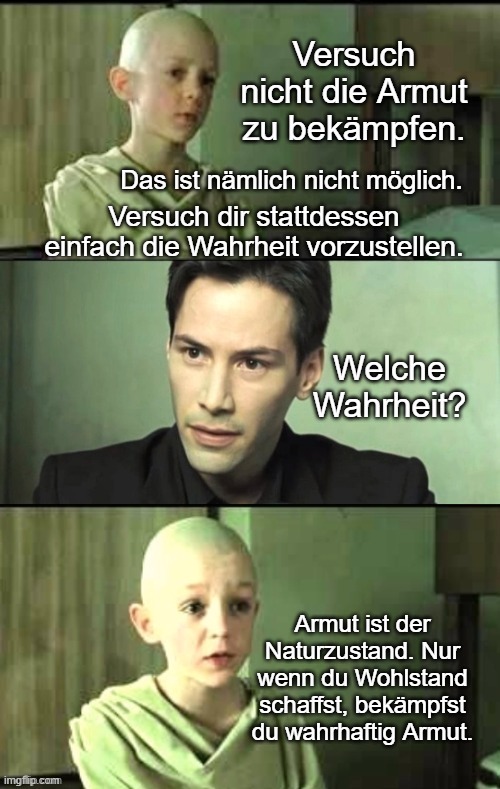 Versuch
nicht die Armut
zu bekämpfen.
Das ist nämlich nicht möglich.
Versuch dir stattdessen
einfach die Wahrheit vorzustellen.
Welche
Wahrheit?
Armut ist der
Naturzustand. Nur
wenn du Wohlstand
schaffst, bekämpfst
du wahrhaftig Armut.
imgflip.com